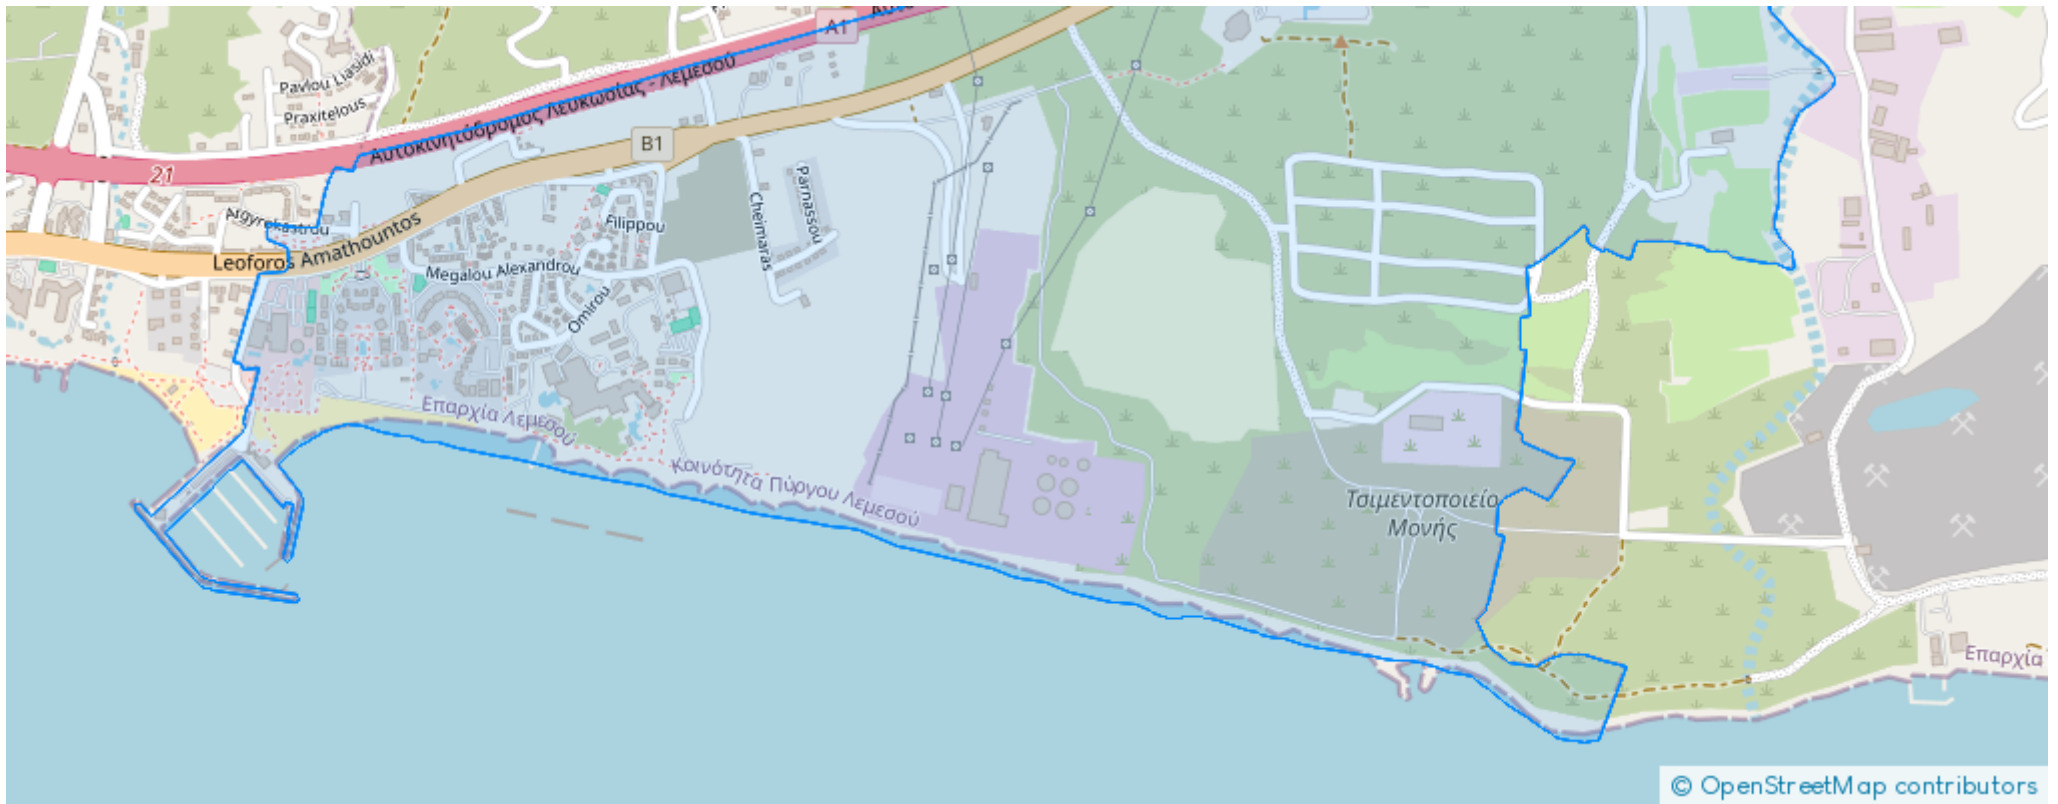 A1
Αυτο
Pavlou Liasidi
Praxitelous
Αυτοκινητόδρομος Λευκωσίας - Λεμεσού
B1
21
Argyrokastrou
Leoforos Amathountos
Filippou
Parnassou
Cheimaras
Megalou Alexandrou
Omirou
Επαρχία Λεμεσού
Κοινότητα Πύργου Λεμεσού
Τσιμεντοποιείο
Μονής
Επαρχία
© OpenStreetMap contributors